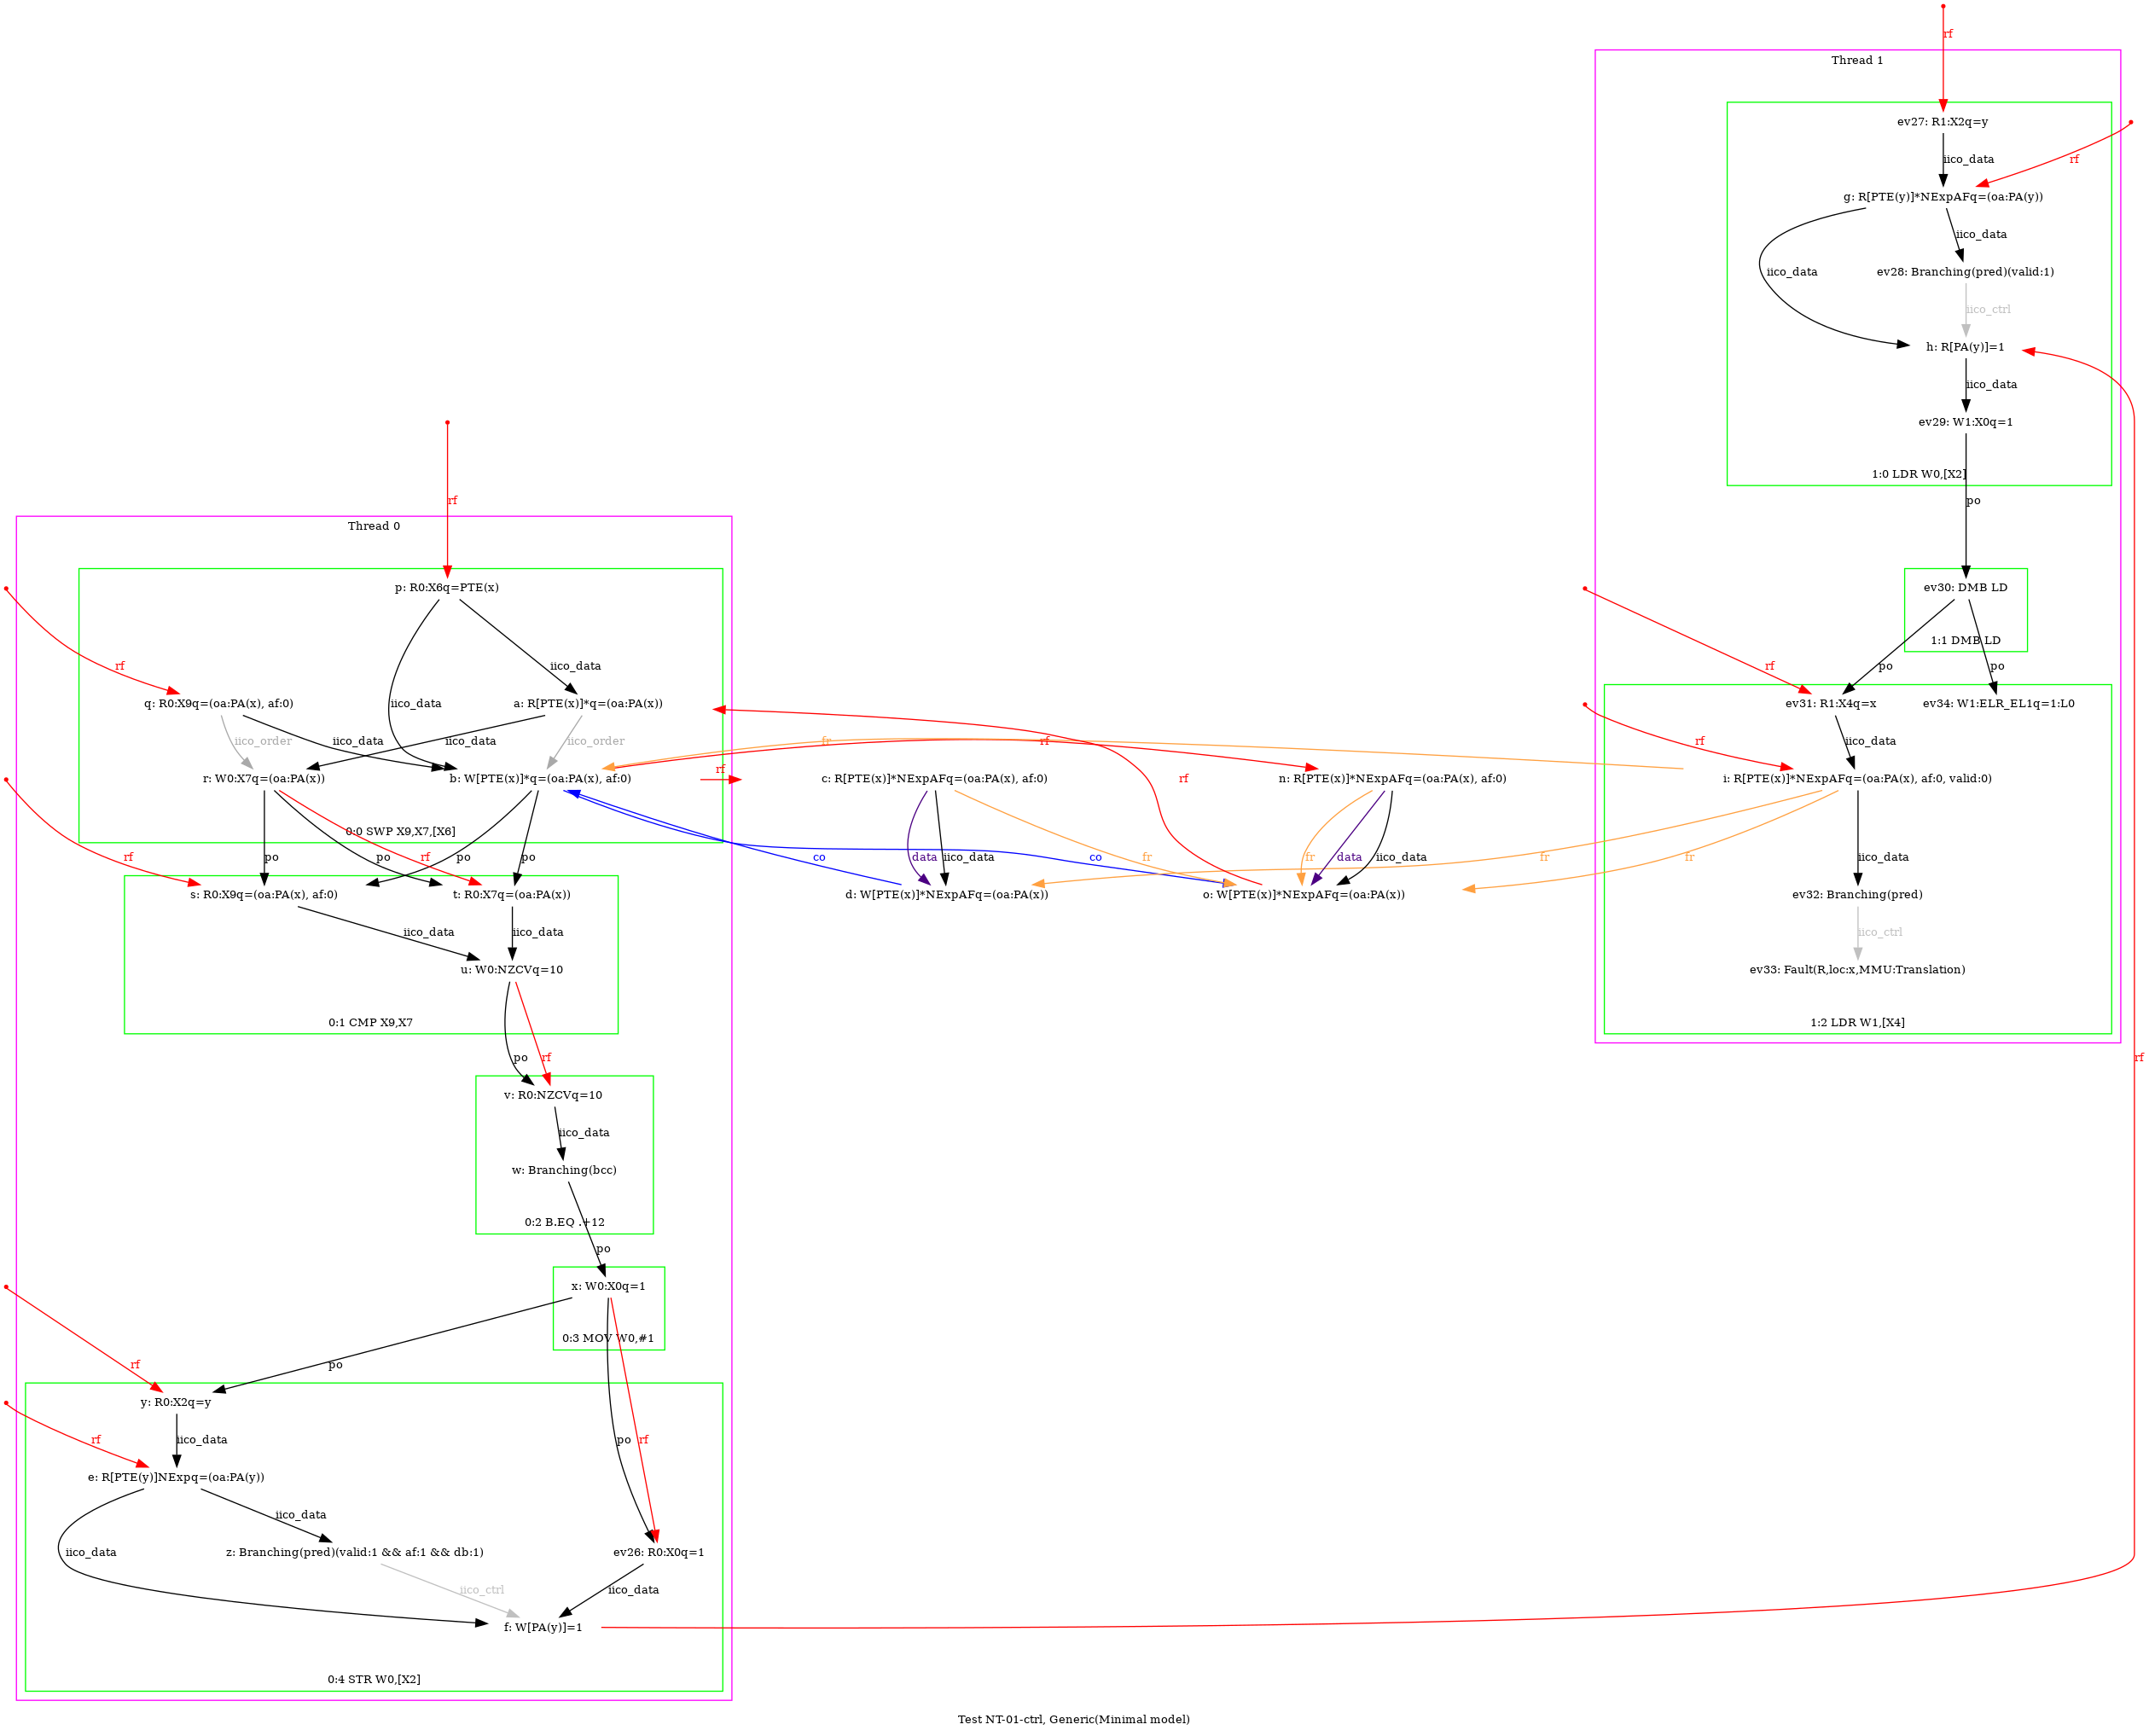 rf
Thread 1
ev27: R1:X2q=y
iico_data
rf
g: R[PTE(y)]*NExpAFq=(oa:PA(y))
iico_data
iico_data
ev28: Branching(pred)(valid:1)
iico_ctrl
h: R[PA(y)]=1
iico_data
ev29: W1:X0q=1
1:0 LDR W0,[X2]
po
rf
Thread 0
ev30: DMB LD
1:1 DMB LD
p: R0:X6q=PTE(x)
rf
iico_data
rf
po
po
q: R0:X9q=(oa:PA(x), af:0)
iico_data
a: R[PTE(x)]*q=(oa:PA(x))
ev31: R1:X4q=x
ev34: W1:ELR_EL1q=1:L0
iico_order
iico_data
iico_data
iico_order
fr
rf
rf
iico_data
r: W0:X7q=(oa:PA(x))
b: W[PTE(x)]*q=(oa:PA(x), af:0)
rf
c: R[PTE(x)]*NExpAFq=(oa:PA(x), af:0)
rf
n: R[PTE(x)]*NExpAFq=(oa:PA(x), af:0)
i: R[PTE(x)]*NExpAFq=(oa:PA(x), af:0, valid:0)
0:0 SWP X9,X7,[X6]
rf
po
po
rf
po
po
co
data
iico_data
co
fr
fr
data
iico_data
fr
fr
iico_data
s: R0:X9q=(oa:PA(x), af:0)
t: R0:X7q=(oa:PA(x))
d: W[PTE(x)]*NExpAFq=(oa:PA(x))
o: W[PTE(x)]*NExpAFq=(oa:PA(x))
ev32: Branching(pred)
iico_data
iico_data
iico_ctrl
u: W0:NZCVq=10
ev33: Fault(R,loc:x,MMU:Translation)
0:1 CMP X9,X7
1:2 LDR W1,[X4]
po
rf
rf
v: R0:NZCVq=10
iico_data
w: Branching(bcc)
0:2 B.EQ .+12
po
x: W0:X0q=1
0:3 MOV W0,#1
rf
po
y: R0:X2q=y
rf
iico_data
po
rf
e: R[PTE(y)]NExpq=(oa:PA(y))
iico_data
iico_data
z: Branching(pred)(valid:1 && af:1 && db:1)
ev26: R0:X0q=1
iico_ctrl
iico_data
f: W[PA(y)]=1
0:4 STR W0,[X2]
Test NT-01-ctrl, Generic(Minimal model)